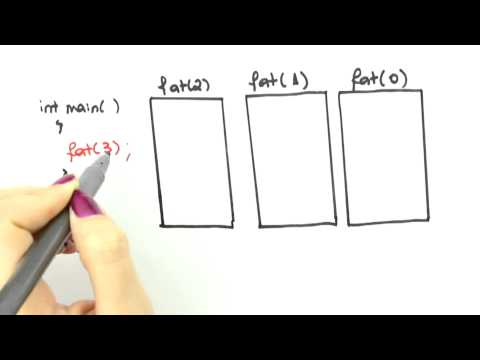 fat(2) fat(1) fat(0)
int main()
{
fat(3);
}